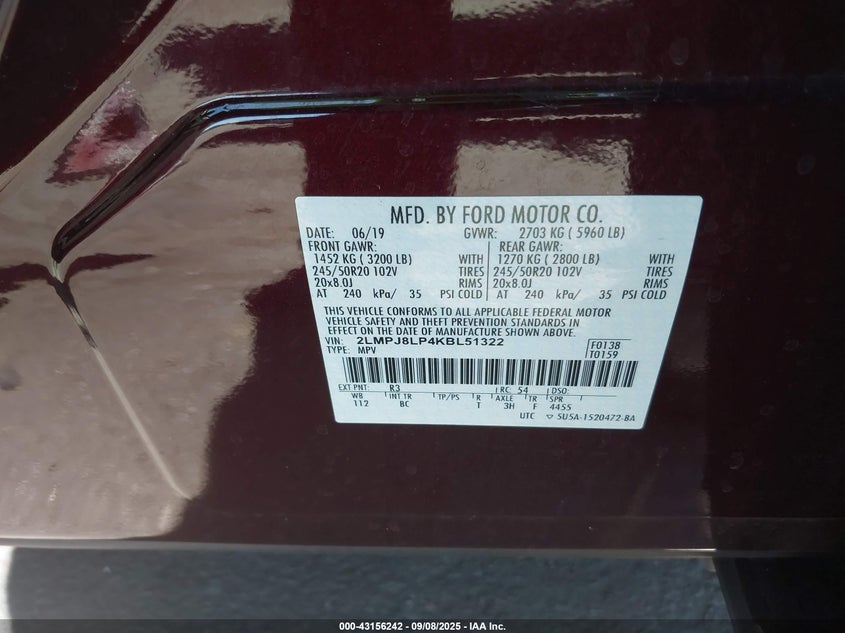 MFD. BY FORD MOTOR CO.
DATE: 06/19 GVWR: 2703 KG ( 5960 LB)
FRONT GAWR: REAR GAWR:
1452 KG ( 3200 LB) WITH 1270 KG ( 2800 LB) WITH
245/50R20 102V TIRES 245/50R20 102V TIRES
20x8.0J RIMS 20x8.0J RIMS
AT 240 kPa/ 35 PSI COLD AT 240 kPa/ 35 PSI COLD
THIS VEHICLE CONFORMS TO ALL APPLICABLE FEDERAL MOTOR
VEHICLE SAFETY AND THEFT PREVENTION STANDARDS IN
EFFECT ON THE DATE OF MANUFACTURE SHOWN ABOVE.
VIN: 2LMPJ8LP4KBL51322 F0138
TYPE: MPV T0159
EXT PNT: R3 RC: 54 DSO:
WB INT TR TP/PS R AXLE TR SPR
112 BC T 3H F 4455
UTC 5U5A-1520472-BA
000-43156242 - 09/08/2025 - IAA Inc.